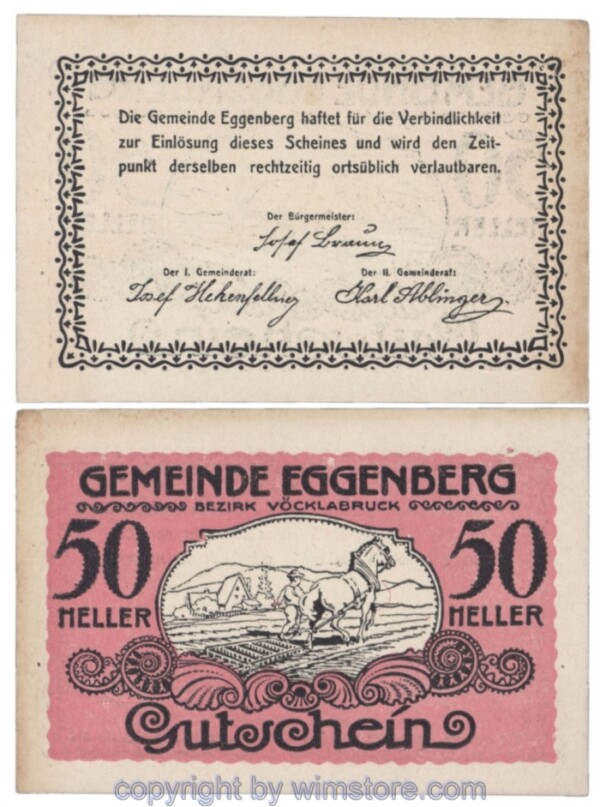 Die Gemeinde Eggenberg haftet für die Verbindlichkeit
zur Einlösung dieses Scheines und wird den Zeit-
punkt derselben rechtzeitig ortsüblich verlautbaren.
Der Bürgermeister:
Josef Braun
Der I. Gemeinderat:
Der II. Gemeinderat:
Josef Hehenfellner
Karl Ablinger
GEMEINDE EGGENBERG
BEZIRK VÖCKLABRUCK
50
50
HELLER
HELLER
Gutschein
copyright by wimstore.com